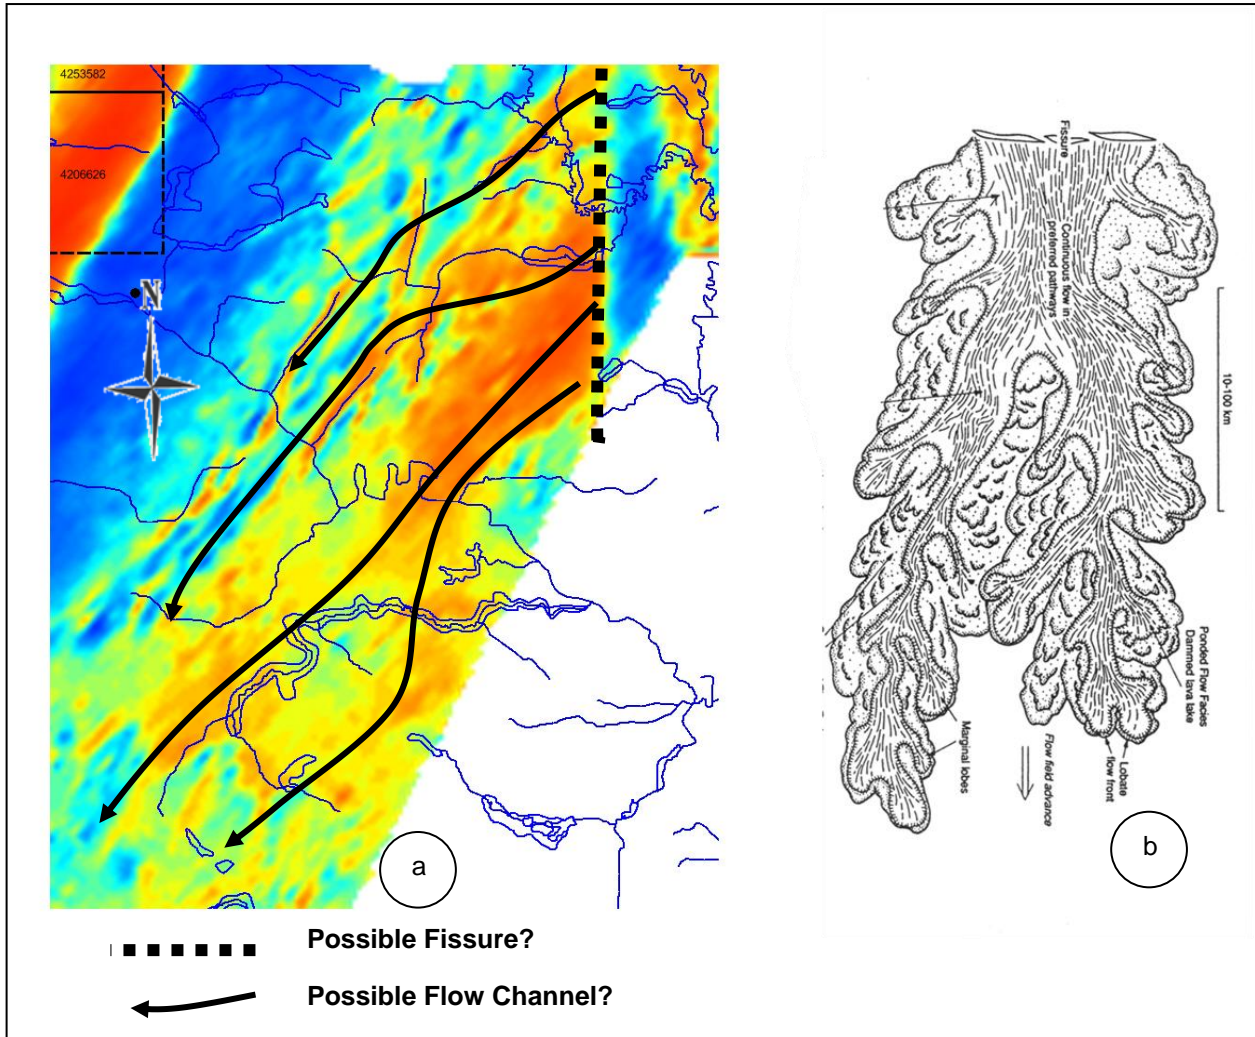 4253582
4206626
N
a
Possible Fissure?
Possible Flow Channel?
Fissure
Continuous flow in
preferred pathways
10-100 km
Ponded Flow Facies
Dammed lava lake
Marginal lobes
Flow field advance
Lobate
flow front
b